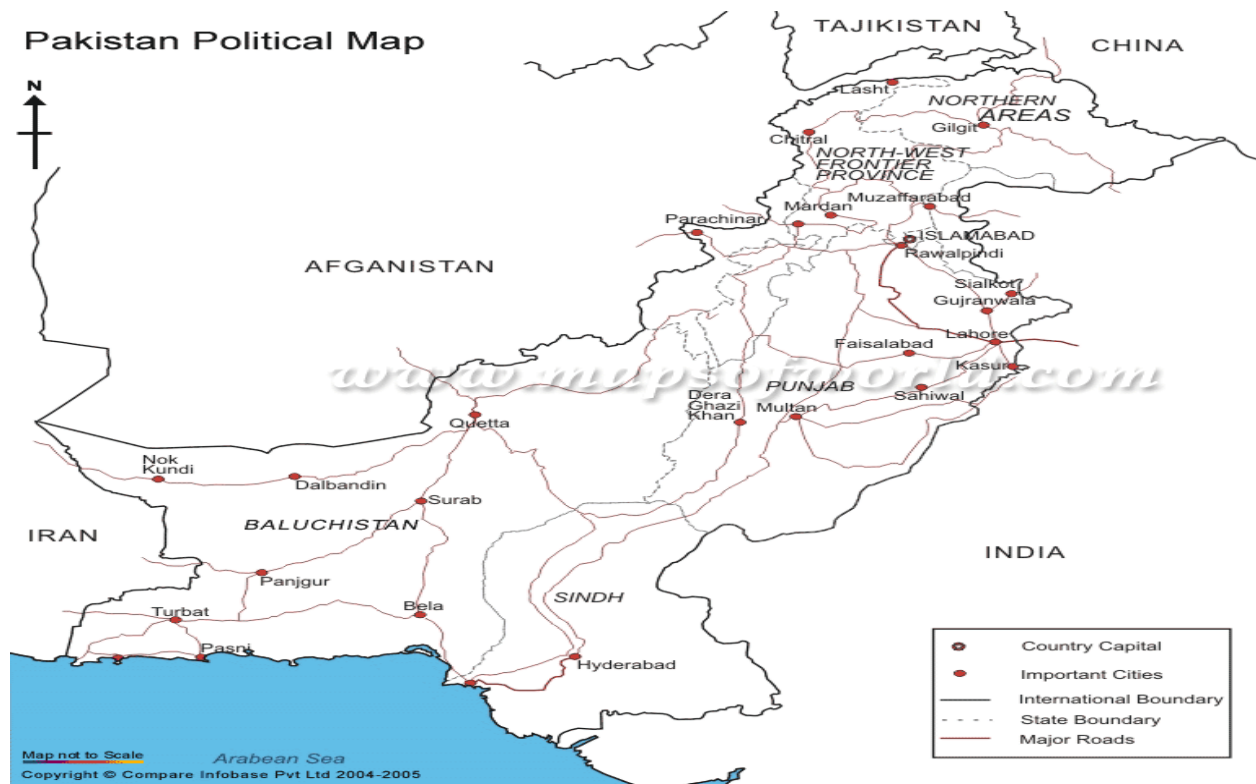 Pakistan Political Map
TAJIKISTAN
CHINA
N
Lasht
NORTHERN
AREAS
Gilgit
Chitral
NORTH-WEST
FRONTIER
PROVINCE
Muzaffarabad
Mardan
Parachinar
ISLAMABAD
Rawalpindi
AFGANISTAN
Sialkot
Gujranwala
Lahore
Faisalabad
Kasur
www.mapsofworld.com
PUNJAB
Sahiwal
Dera
Ghazi
Khan
Multan
Quetta
Nok
Kundi
Dalbandin
Surab
BALUCHISTAN
IRAN
INDIA
Panjgur
SINDH
Turbat
Bela
Pasni
Hyderabad
Country Capital
Important Cities
International Boundary
State Boundary
Major Roads
Map not to Scale
Arabean Sea
Copyright © Compare Infobase Pvt Ltd 2004-2005